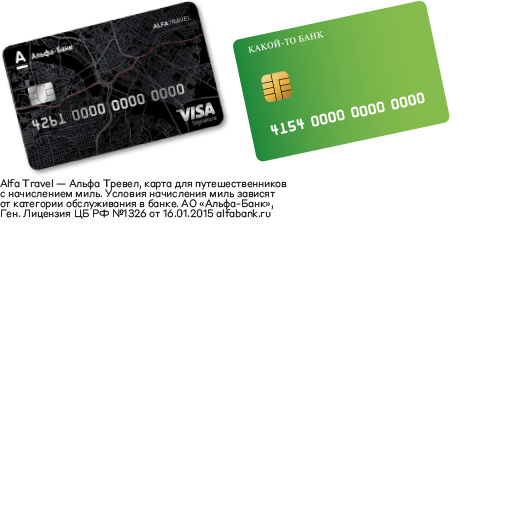 A Альфа·Банк
ALFA TRAVEL
4261 0000 0000 0000
VISA
Signature
КАКОЙ-ТО БАНК
4154 0000 0000 0000
Alfa Travel — Альфа Тревел, карта для путешественников
с начислением миль. Условия начисления миль зависят
от категории обслуживания в банке. АО «Альфа-Банк»,
Ген. Лицензия ЦБ РФ №1326 от 16.01.2015 alfabank.ru